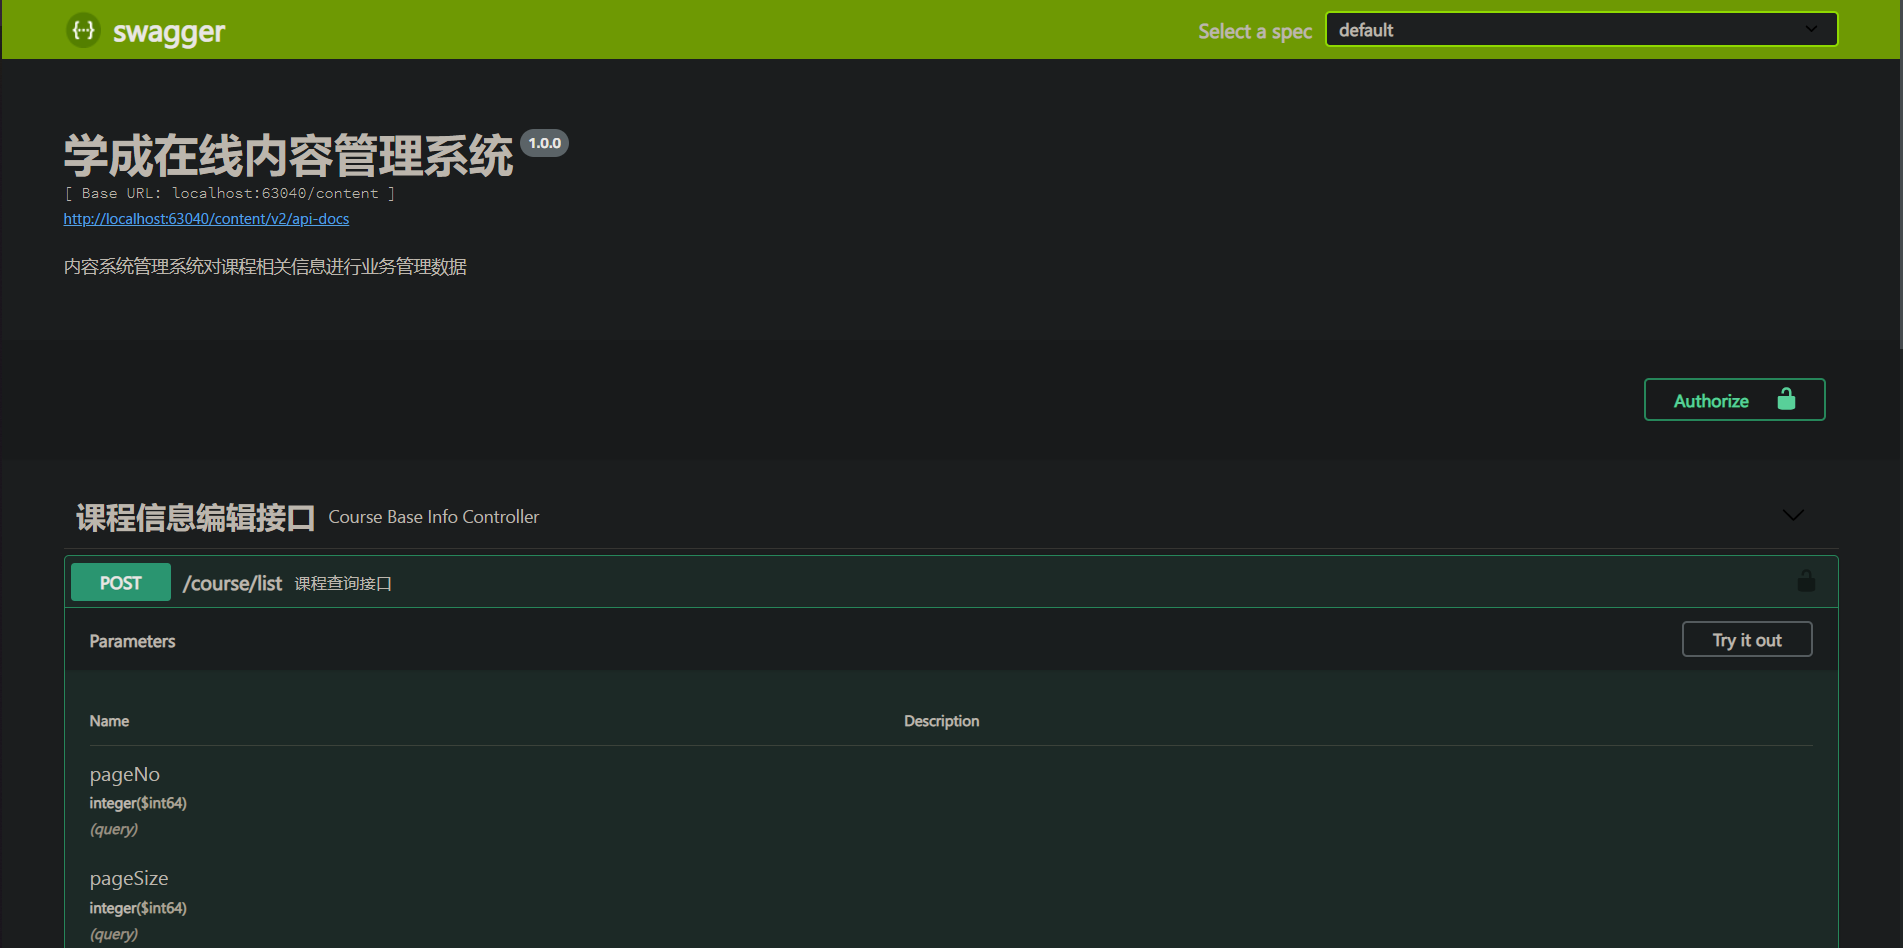 swagger
Select a spec
default
学成在线内容管理系统 1.0.0
[ Base URL: localhost:63040/content ]
http://localhost:63040/content/v2/api-docs
内容系统管理系统对课程相关信息进行业务管理数据
Authorize
课程信息编辑接口 Course Base Info Controller
POST /course/list 课程查询接口
Parameters
Try it out
Name Description
pageNo
integer($int64)
(query)
pageSize
integer($int64)
(query)